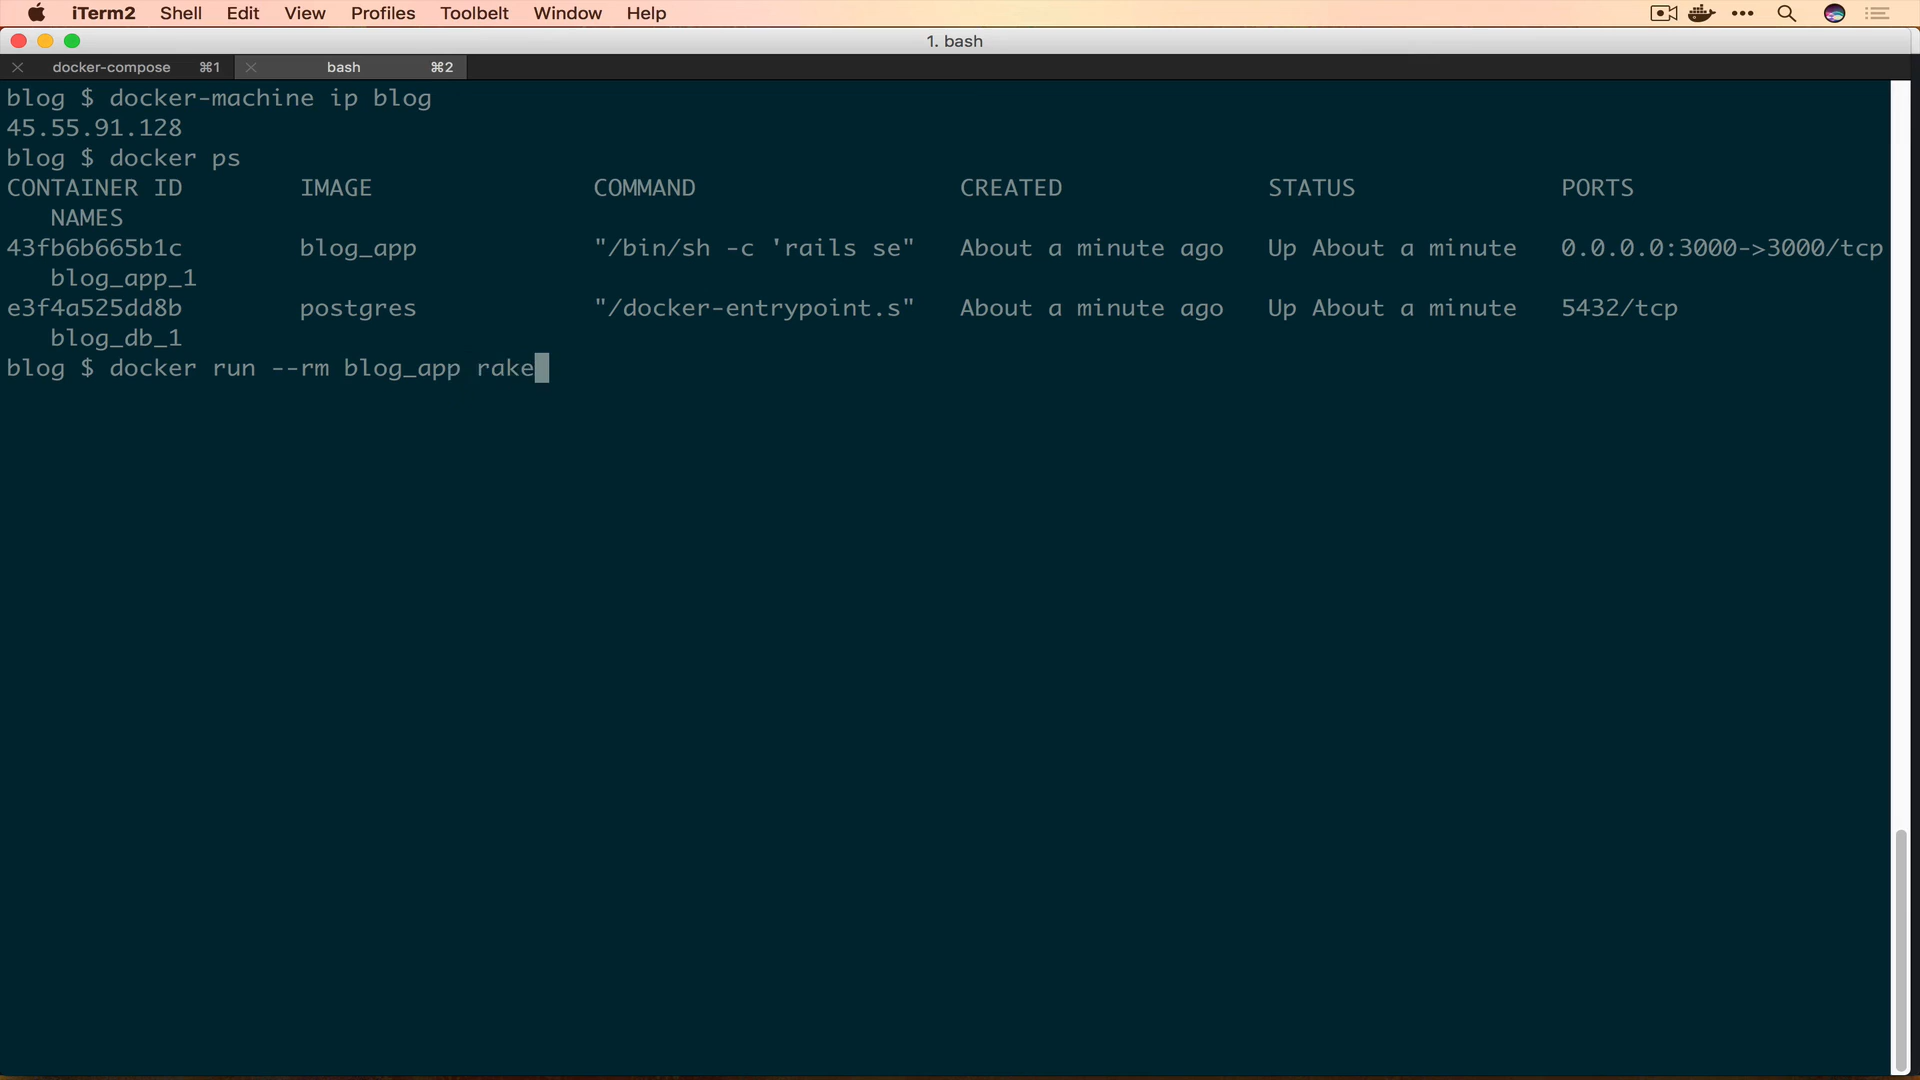 iTerm2 Shell Edit View Profiles Toolbelt Window Help
1. bash
docker-compose ⌘1 bash ⌘2
blog $ docker-machine ip blog
45.55.91.128
blog $ docker ps
CONTAINER ID IMAGE COMMAND CREATED STATUS PORTS
NAMES
43fb6b665b1c blog_app "/bin/sh -c 'rails se" About a minute ago Up About a minute 0.0.0.0:3000->3000/tcp
blog_app_1
e3f4a525dd8b postgres "/docker-entrypoint.s" About a minute ago Up About a minute 5432/tcp
blog_db_1
blog $ docker run --rm blog_app rake